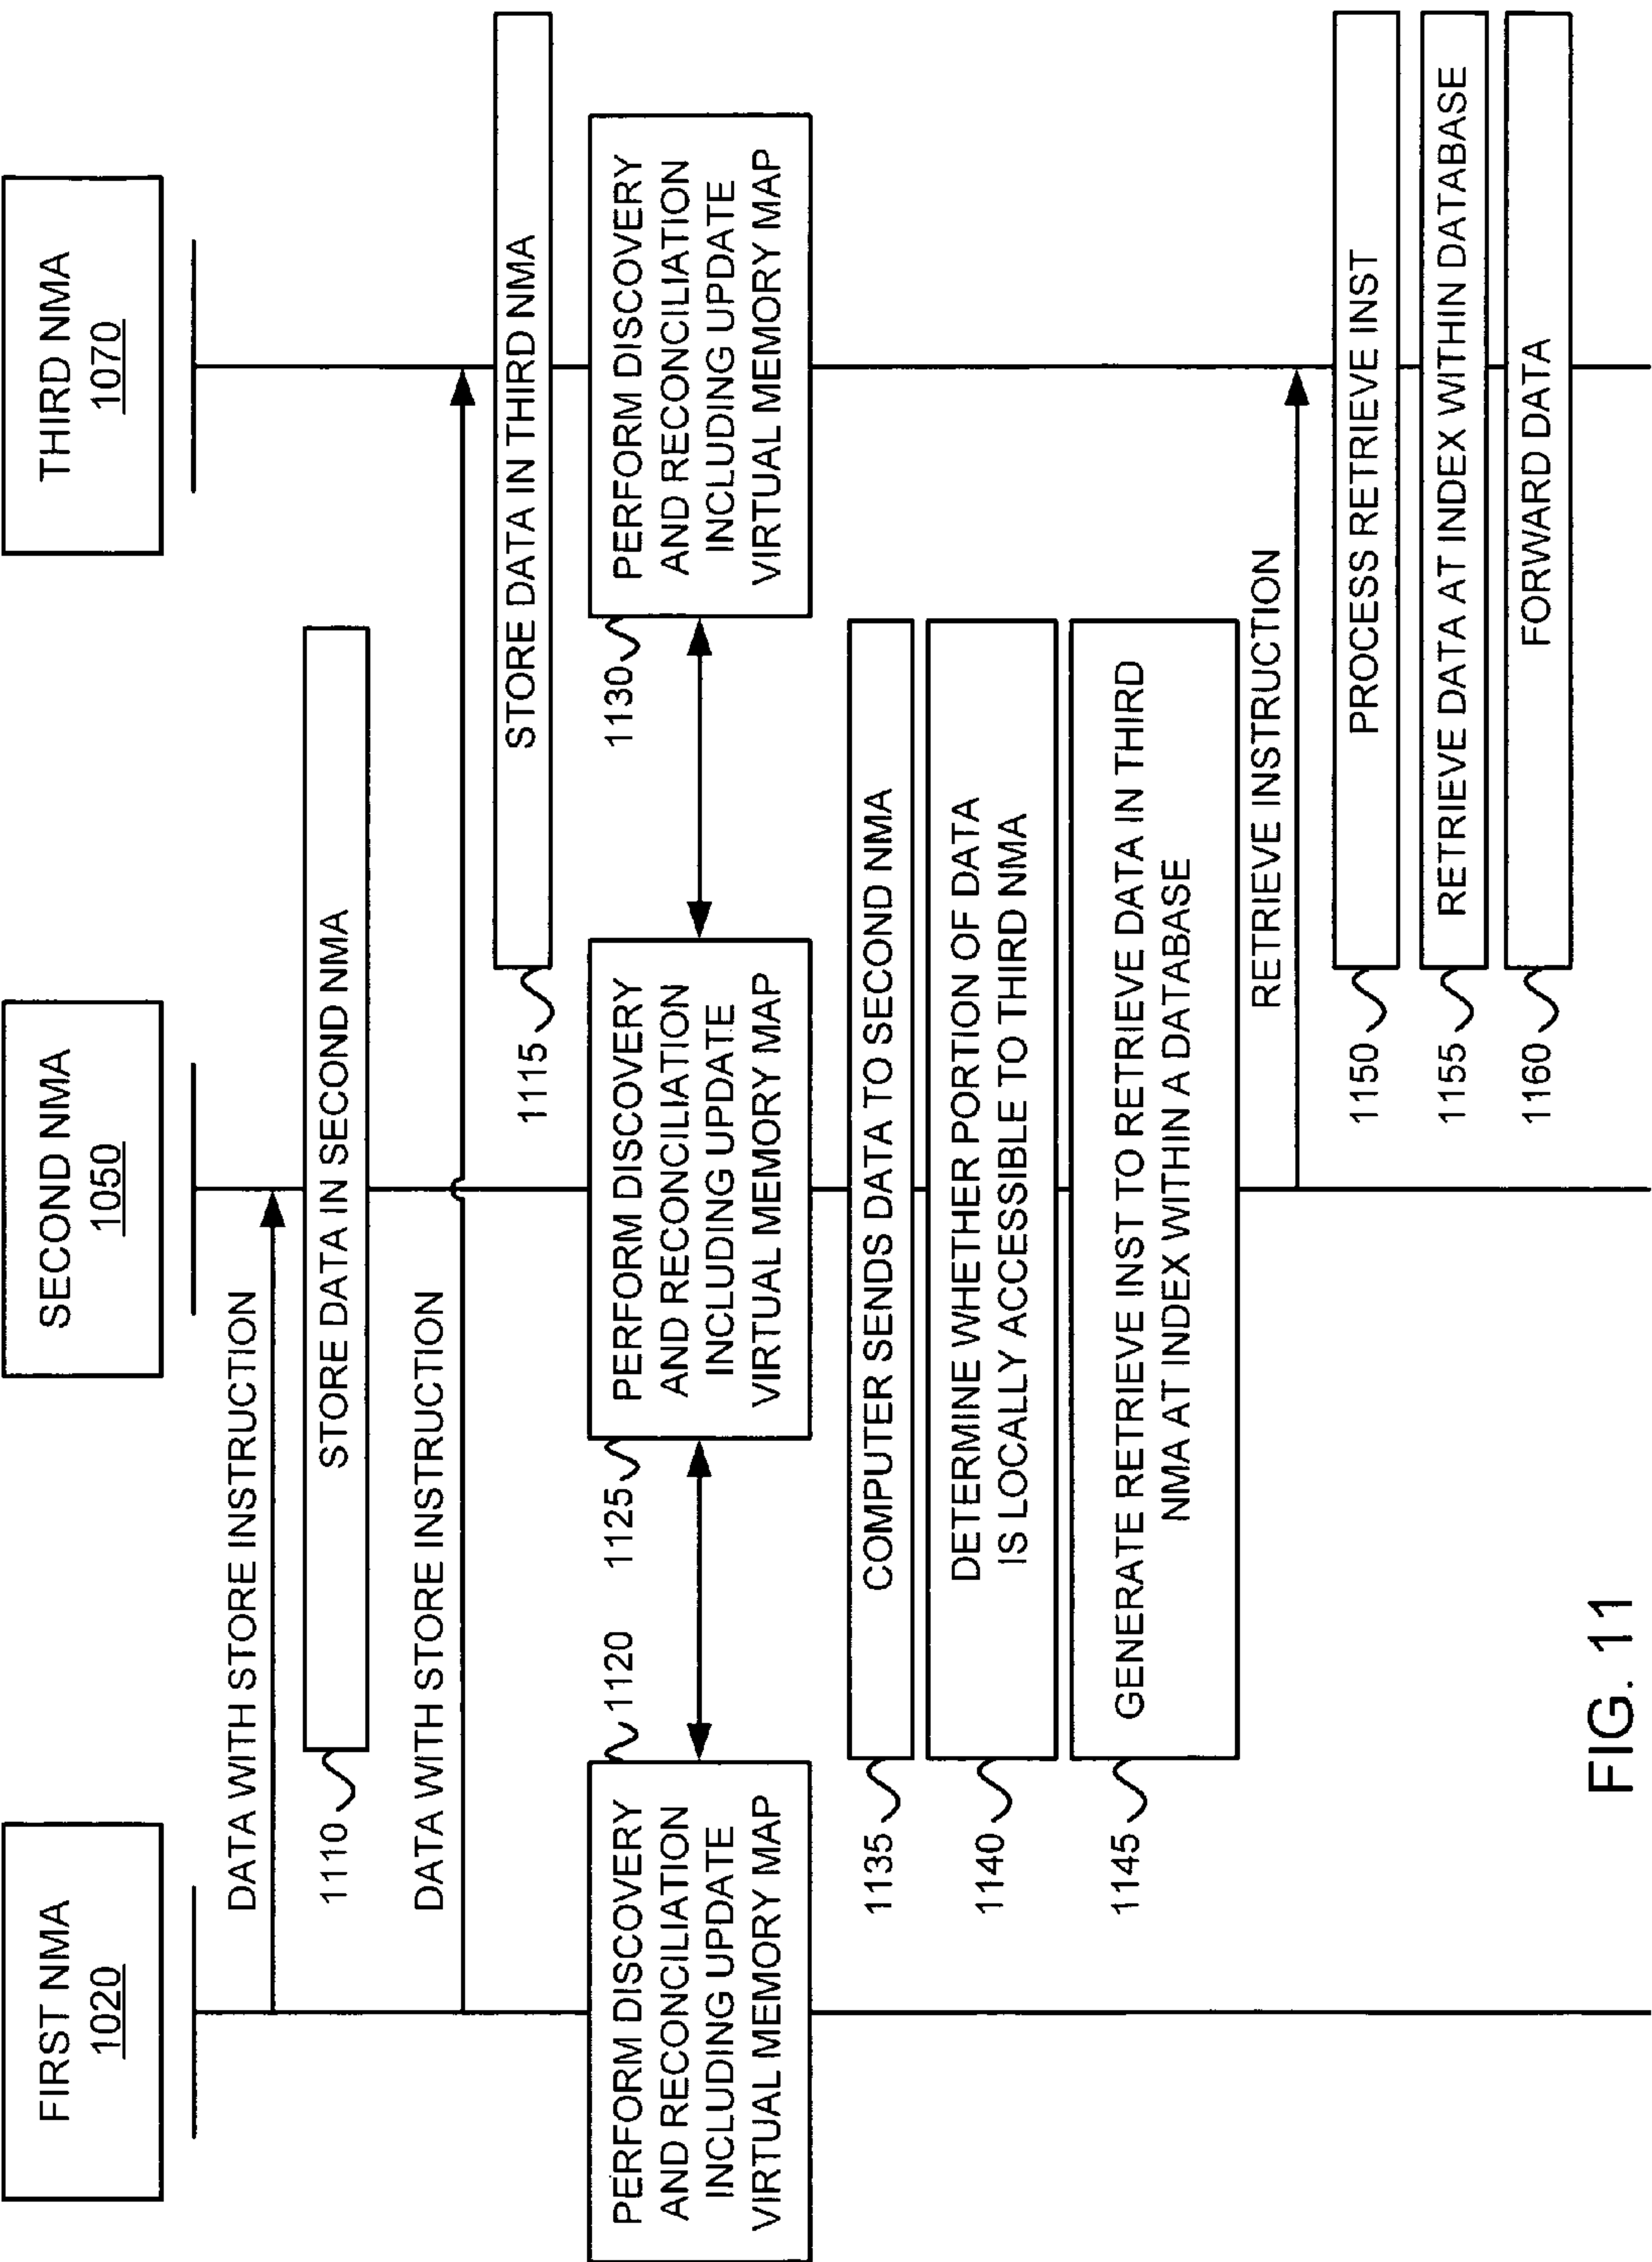 FIRST NMA
1020
SECOND NMA
1050
THIRD NMA
1070
DATA WITH STORE INSTRUCTION
1110
STORE DATA IN SECOND NMA
DATA WITH STORE INSTRUCTION
1115
STORE DATA IN THIRD NMA
1120
PERFORM DISCOVERY
AND RECONCILIATION
INCLUDING UPDATE
VIRTUAL MEMORY MAP
1125
PERFORM DISCOVERY
AND RECONCILIATION
INCLUDING UPDATE
VIRTUAL MEMORY MAP
1130
PERFORM DISCOVERY
AND RECONCILIATION
INCLUDING UPDATE
VIRTUAL MEMORY MAP
1135
COMPUTER SENDS DATA TO SECOND NMA
1140
DETERMINE WHETHER PORTION OF DATA
IS LOCALLY ACCESSIBLE TO THIRD NMA
1145
GENERATE RETRIEVE INST TO RETRIEVE DATA IN THIRD
NMA AT INDEX WITHIN A DATABASE
RETRIEVE INSTRUCTION
1150
PROCESS RETRIEVE INST
1155
RETRIEVE DATA AT INDEX WITHIN DATABASE
1160
FORWARD DATA
FIG. 11